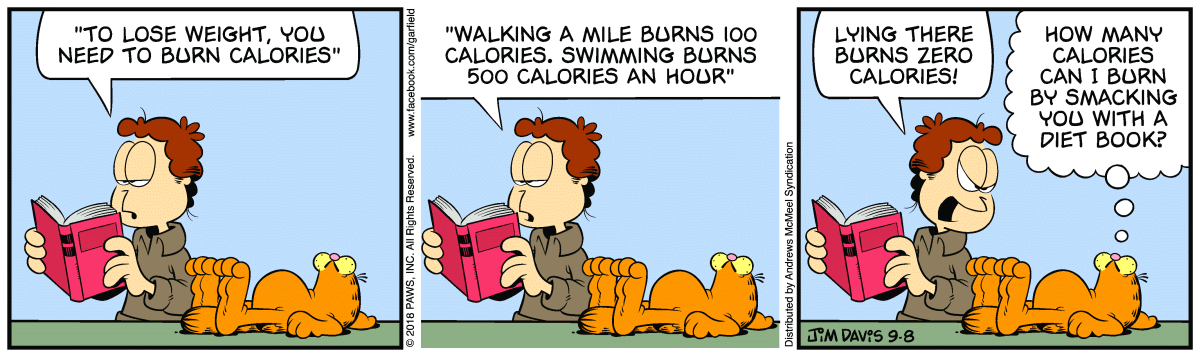 "TO LOSE WEIGHT, YOU
NEED TO BURN CALORIES"
www.facebook.com/garfield
© 2018 PAWS, INC. All Rights Reserved.
"WALKING A MILE BURNS 100
CALORIES. SWIMMING BURNS
500 CALORIES AN HOUR"
Distributed by Andrews McMeel Syndication
LYING THERE
BURNS ZERO
CALORIES!
HOW MANY
CALORIES
CAN I BURN
BY SMACKING
YOU WITH A
DIET BOOK?
JIM DAVIS 9-8